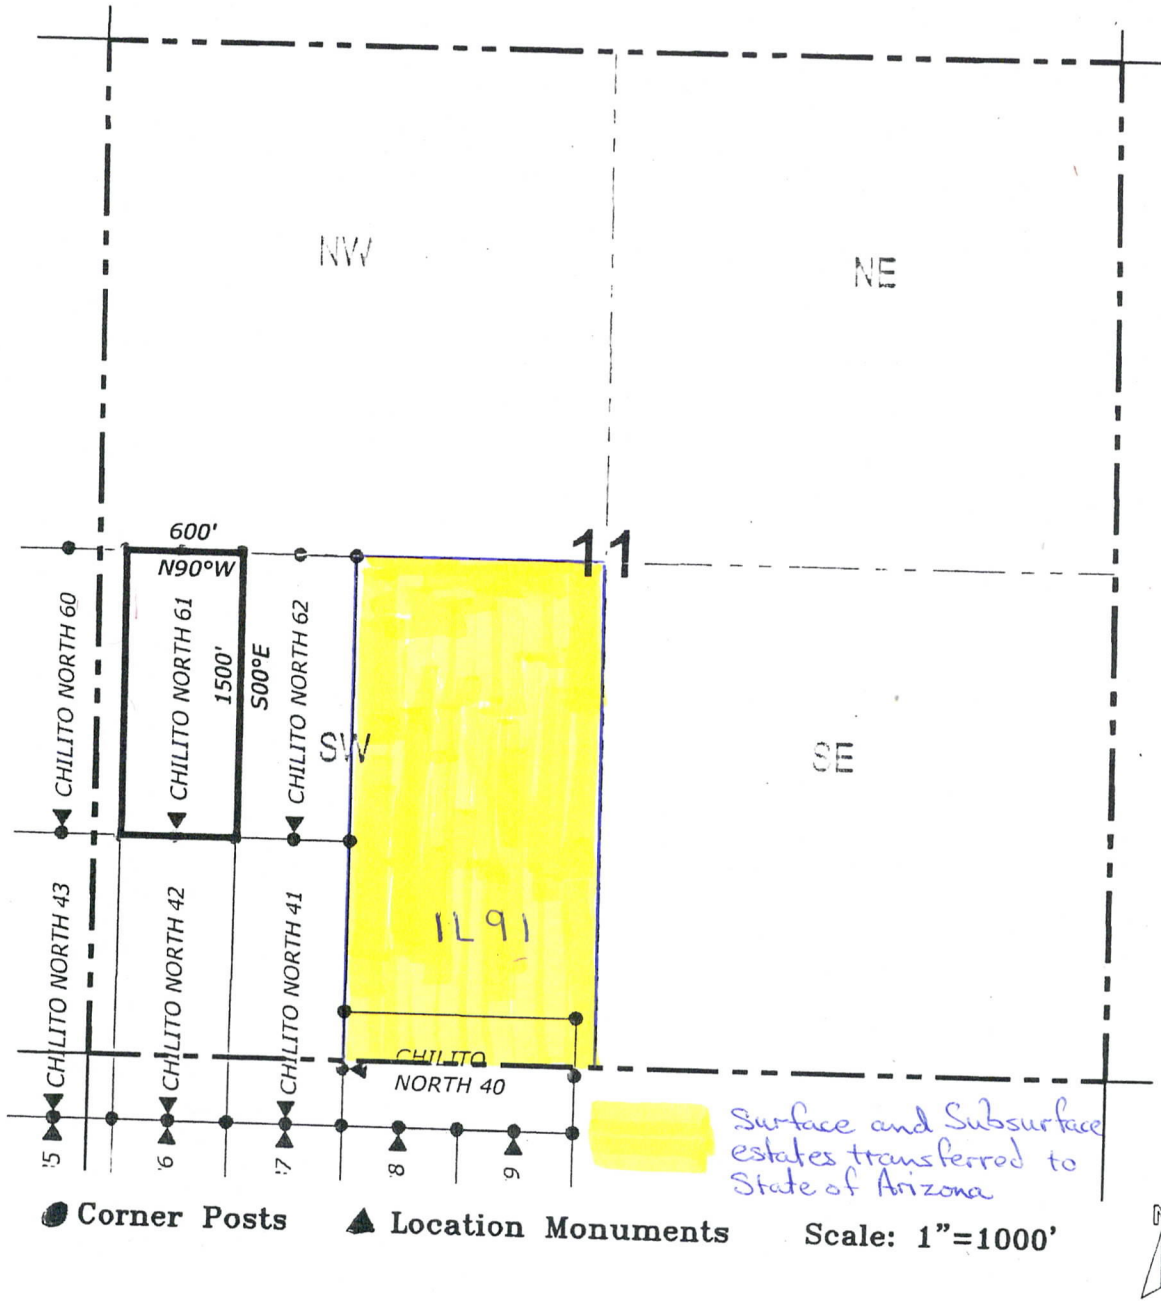 NW
NE
11
600'
N90°W
CHILITO NORTH 60
CHILITO NORTH 61
1500'
S00°E
CHILITO NORTH 62
SW
SE
1L91
CHILITO NORTH 43
CHILITO NORTH 42
CHILITO NORTH 41
CHILITO
NORTH 40
Surface and Subsurface
estates transferred to
State of Arizona
Corner Posts
Location Monuments
Scale: 1"=1000'